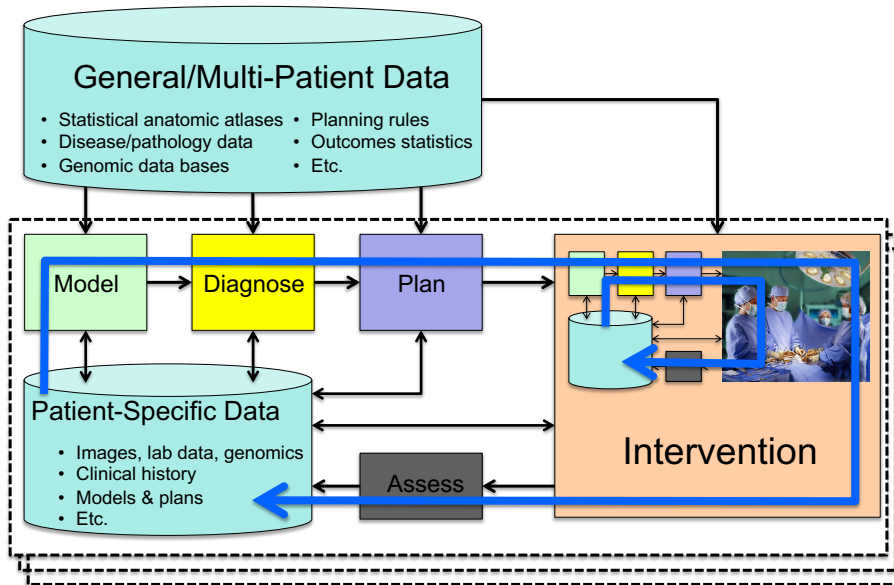 General/Multi-Patient Data
• Statistical anatomic atlases
• Disease/pathology data
• Genomic data bases
• Planning rules
• Outcomes statistics
• Etc.
Model
Diagnose
Plan
Patient-Specific Data
• Images, lab data, genomics
• Clinical history
• Models & plans
• Etc.
Assess
Intervention